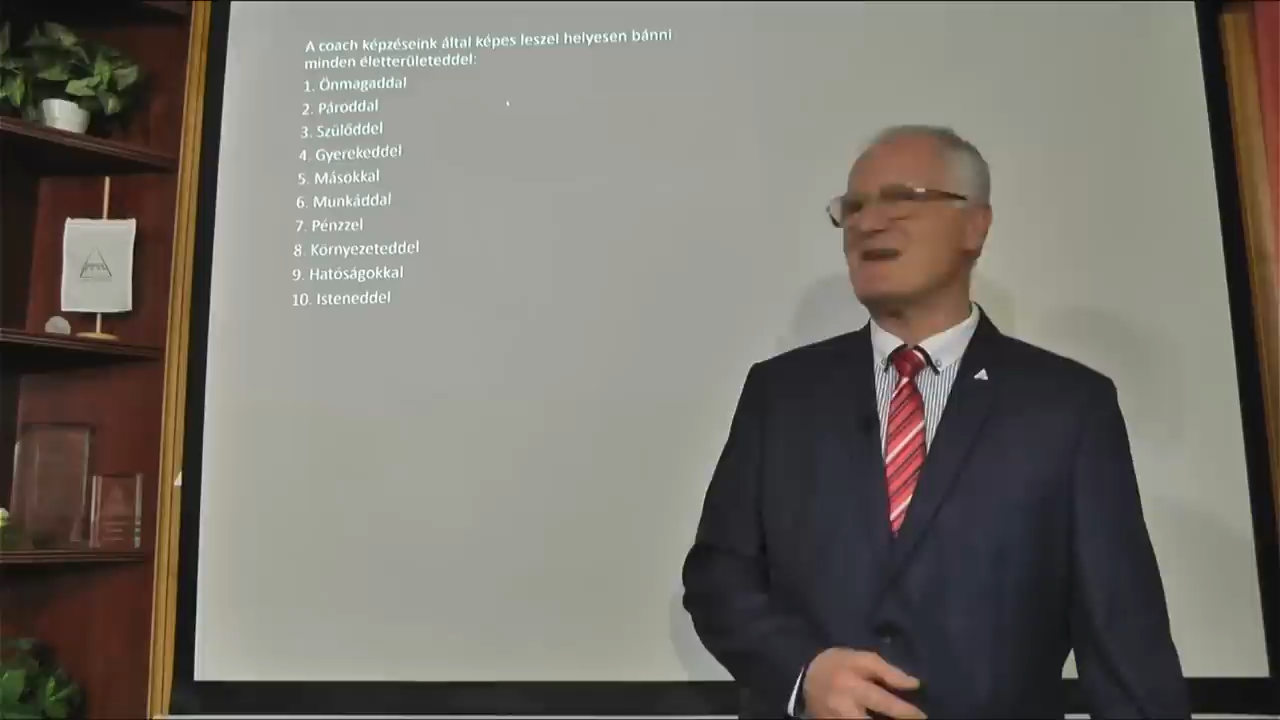 A coach képzéseink által képes leszel helyesen bánni
minden életterületeddel:
1. Önmagaddal
2. Pároddal
3. Szülőddel
4. Gyerekeddel
5. Másokkal
6. Munkáddal
7. Pénzzel
8. Környezeteddel
9. Hatóságokkal
10. Isteneddel